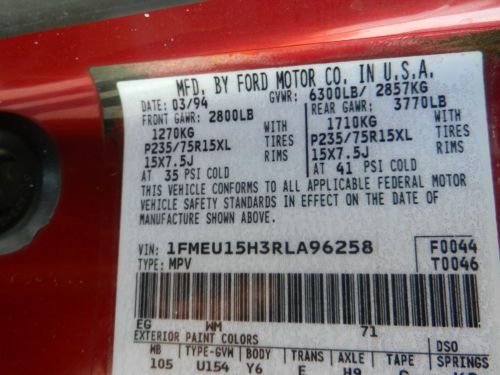 MFD. BY FORD MOTOR CO. IN U.S.A.
DATE: 03/94 GVWR: 6300LB/ 2857KG
FRONT GAWR: 2800LB REAR GAWR: 3770LB
1270KG WITH 1710KG WITH
P235/75R15XL TIRES P235/75R15XL TIRES
15X7.5J RIMS 15X7.5J RIMS
AT 35 PSI COLD AT 41 PSI COLD
THIS VEHICLE CONFORMS TO ALL APPLICABLE FEDERAL MOTOR
VEHICLE SAFETY STANDARDS IN EFFECT ON THE DATE OF
MANUFACTURE SHOWN ABOVE.
VIN: 1FMEU15H3RLA96258 F0044
TYPE: MPV T0046
EG WM 71
EXTERIOR PAINT COLORS DSO
WB TYPE-GVW BODY TRANS AXLE TAPE SPRINGS
105 U154 Y6 E H9